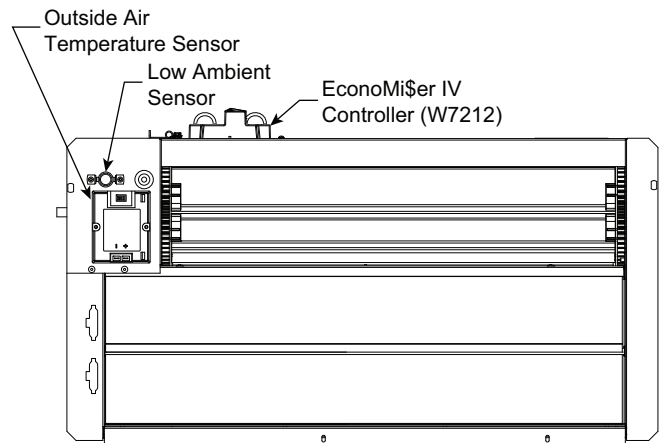 Outside Air
Temperature Sensor
Low Ambient
Sensor
EconoMi$er IV
Controller (W7212)